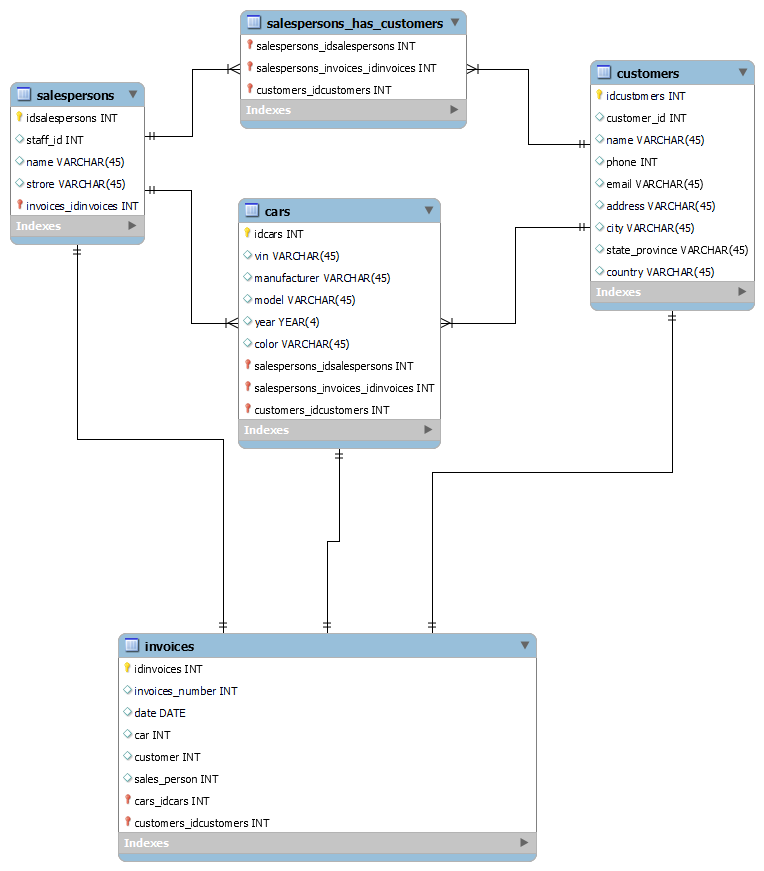 salespersons_has_customers
salespersons_idsalespersons INT
salespersons_invoices_idinvoices INT
customers_idcustomers INT
Indexes
customers
idcustomers INT
customer_id INT
name VARCHAR(45)
phone INT
email VARCHAR(45)
address VARCHAR(45)
city VARCHAR(45)
state_province VARCHAR(45)
country VARCHAR(45)
Indexes
salespersons
idsalespersons INT
staff_id INT
name VARCHAR(45)
strore VARCHAR(45)
invoices_idinvoices INT
Indexes
cars
idcars INT
vin VARCHAR(45)
manufacturer VARCHAR(45)
model VARCHAR(45)
year YEAR(4)
color VARCHAR(45)
salespersons_idsalespersons INT
salespersons_invoices_idinvoices INT
customers_idcustomers INT
Indexes
invoices
idinvoices INT
invoices_number INT
date DATE
car INT
customer INT
sales_person INT
cars_idcars INT
customers_idcustomers INT
Indexes